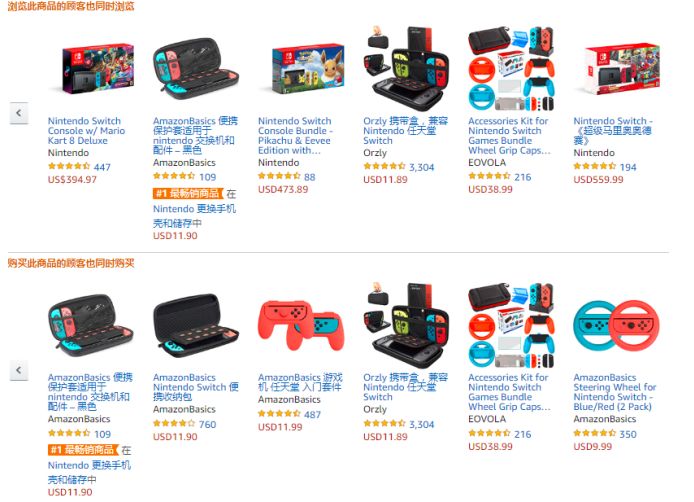 浏览此商品的顾客也同时浏览
Nintendo Switch
Console w/ Mario
Kart 8 Deluxe
Nintendo
447
US$394.97
AmazonBasics 便携
保护套适用于
nintendo 交换机和
配件 – 黑色
AmazonBasics
109
#1 最畅销商品 在
Nintendo 更换手机
壳和储存中
USD11.90
Nintendo Switch
Console Bundle -
Pikachu & Eevee
Edition with…
Nintendo
88
USD473.89
Orzly 携带盒，兼容
Nintendo 任天堂
Switch
Orzly
3,304
USD11.89
Accessories Kit for
Nintendo Switch
Games Bundle
Wheel Grip Caps…
EOVOLA
216
USD38.99
Nintendo Switch -
《超级马里奥奥德
赛》
Nintendo
194
USD559.99
购买此商品的顾客也同时购买
AmazonBasics 便携
保护套适用于
nintendo 交换机和
配件 – 黑色
AmazonBasics
109
#1 最畅销商品 在
Nintendo 更换手机
壳和储存中
USD11.90
AmazonBasics
Nintendo Switch 便
携收纳包
AmazonBasics
760
USD11.90
AmazonBasics 游戏
机 任天堂 入门套件
AmazonBasics
487
USD11.99
Orzly 携带盒，兼容
Nintendo 任天堂
Switch
Orzly
3,304
USD11.89
Accessories Kit for
Nintendo Switch
Games Bundle
Wheel Grip Caps…
EOVOLA
216
USD38.99
AmazonBasics
Steering Wheel for
Nintendo Switch -
Blue/Red (2 Pack)
AmazonBasics
350
USD9.99